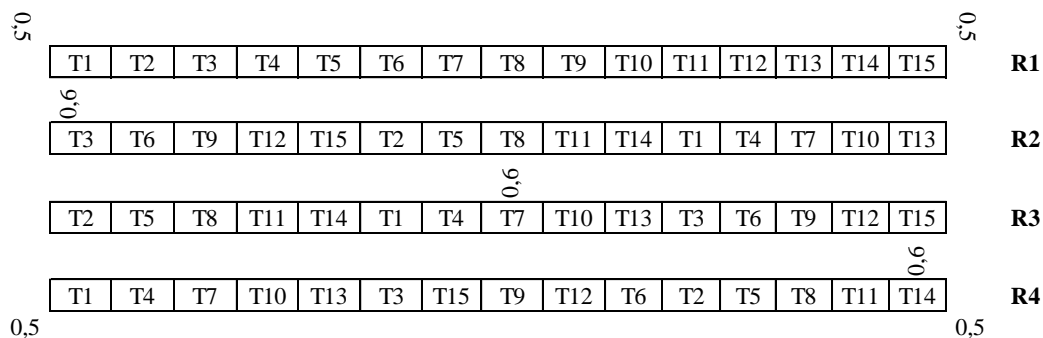 0,5 0,5
T1 T2 T3 T4 T5 T6 T7 T8 T9 T10 T11 T12 T13 T14 T15 R1
0,6
T3 T6 T9 T12 T15 T2 T5 T8 T11 T14 T1 T4 T7 T10 T13 R2
0,6
T2 T5 T8 T11 T14 T1 T4 T7 T10 T13 T3 T6 T9 T12 T15 R3
0,6
T1 T4 T7 T10 T13 T3 T15 T9 T12 T6 T2 T5 T8 T11 T14 R4
0,5 0,5